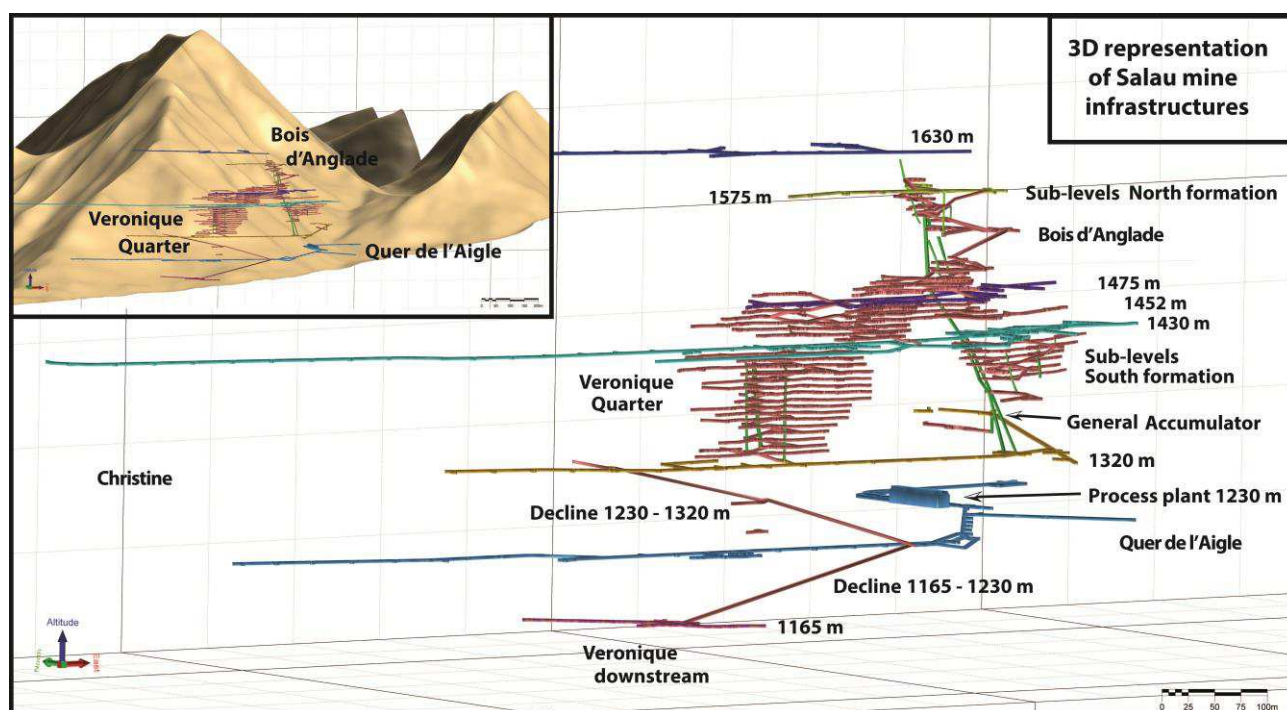 3D representation
of Salau mine
infrastructures
Bois
d'Anglade
Veronique
Quarter
Quer de l'Aigle
1630 m
1575 m
Sub-levels North formation
Bois d'Anglade
1475 m
1452 m
1430 m
Sub-levels
South formation
Veronique
Quarter
General Accumulator
Christine
1320 m
Decline 1230 - 1320 m
Process plant 1230 m
Quer de l'Aigle
Decline 1165 - 1230 m
1165 m
Veronique
downstream
Altitude
0 25 50 75 100m